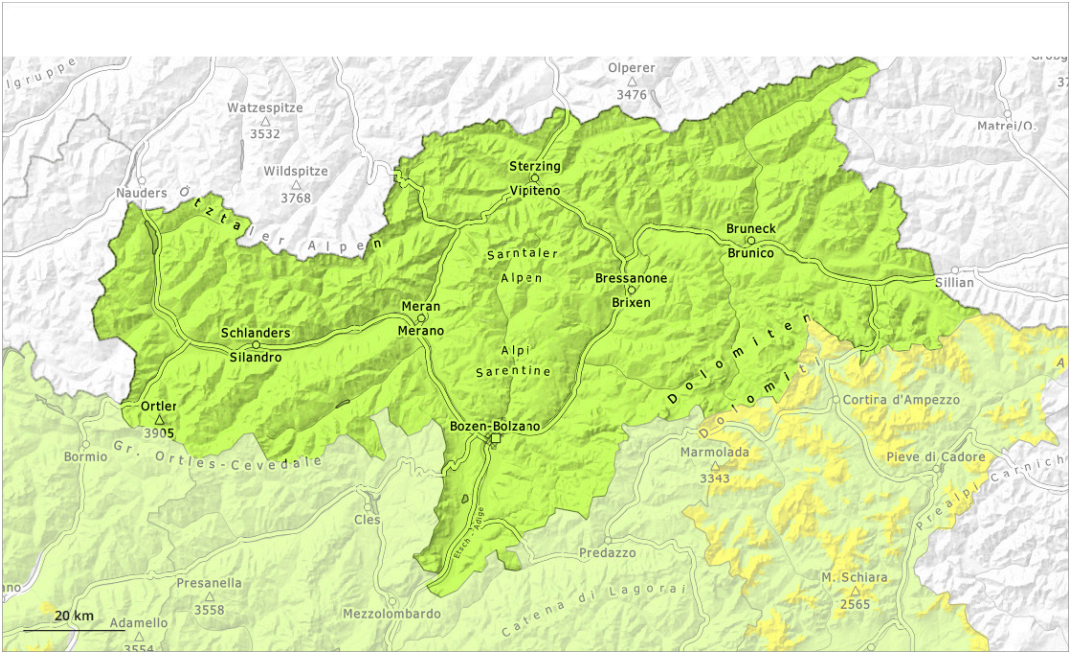 lgruppe
Olperer
3476
Watzespitze
3532
Matrei/O.
Sterzing
Vipiteno
Wildspitze
3768
Nauders
Ötztaler Alpen
Bruneck
Brunico
Sarntaler
Alpen
Bressanone
Brixen
Sillian
Meran
Merano
Schlanders
Silandro
Alpi
Sarentine
Dolomiten
Dolomiti
Cortina d'Ampezzo
Ortler
3905
Bozen-Bolzano
Bormio
Gr. Ortles-Cevedale
Marmolada
3343
Pieve di Cadore
Prealpi Carnich
Cles
Etsch - Adige
Predazzo
Presanella
3558
M. Schiara
2565
Mezzolombardo
Catena di Lagorai
20 km
Adamello
3554